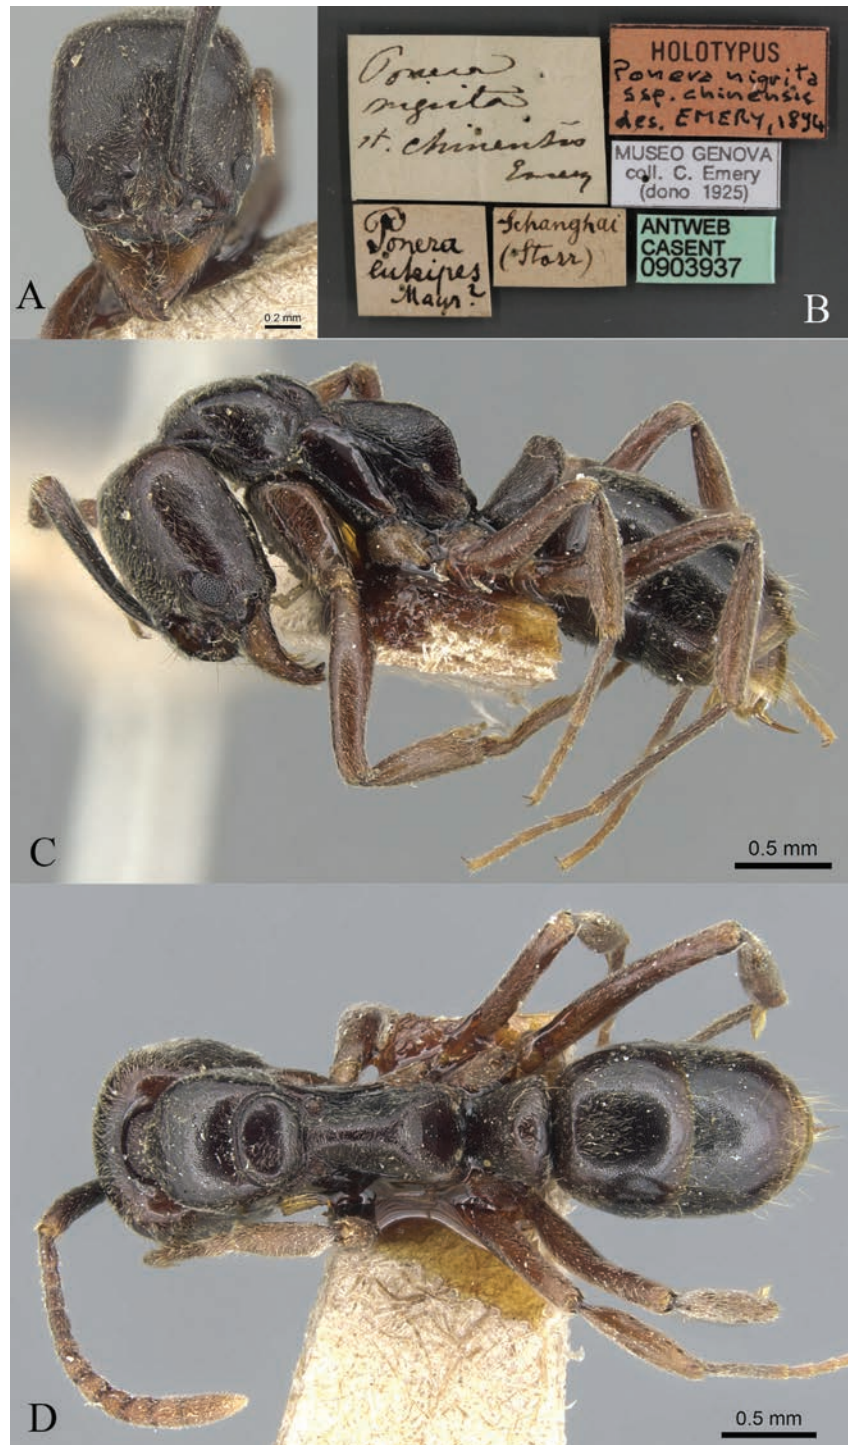 A
0.2 mm
Ponera
nigrita
st. chinensis
Emery
HOLOTYPUS
Ponera nigrita
ssp. chinensis
des. EMERY, 1894
MUSEO GENOVA
coll. C. Emery
(dono 1925)
Ponera
luteipes
Mayr?
Schanghai
(Storr)
ANTWEB
CASENT
0903937
B
C
0.5 mm
D
0.5 mm